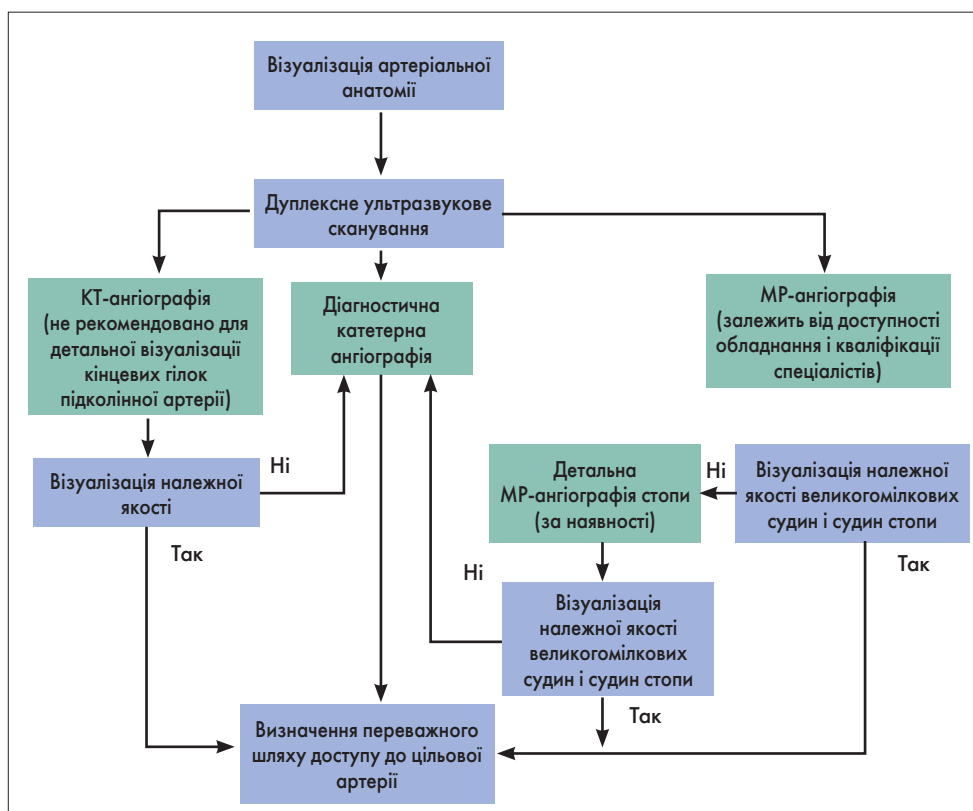 Візуалізація артеріальної
анатомії
Дуплексне ультразвукове
сканування
КТ-ангіографія
(не рекомендовано для
детальної візуалізації
кінцевих гілок
підколінної артерії)
Діагностична
катетерна
ангіографія
МР-ангіографія
(залежить від доступності
обладнання і кваліфікації
спеціалістів)
Візуалізація належної
якості
Ні
Так
Детальна
МР-ангіографія стопи
(за наявності)
Ні
Візуалізація належної
якості великогомілкових
судин і судин стопи
Так
Ні
Візуалізація
належної якості
великогомілкових
судин і судин стопи
Так
Визначення переважного
шляху доступу до цільової
артерії